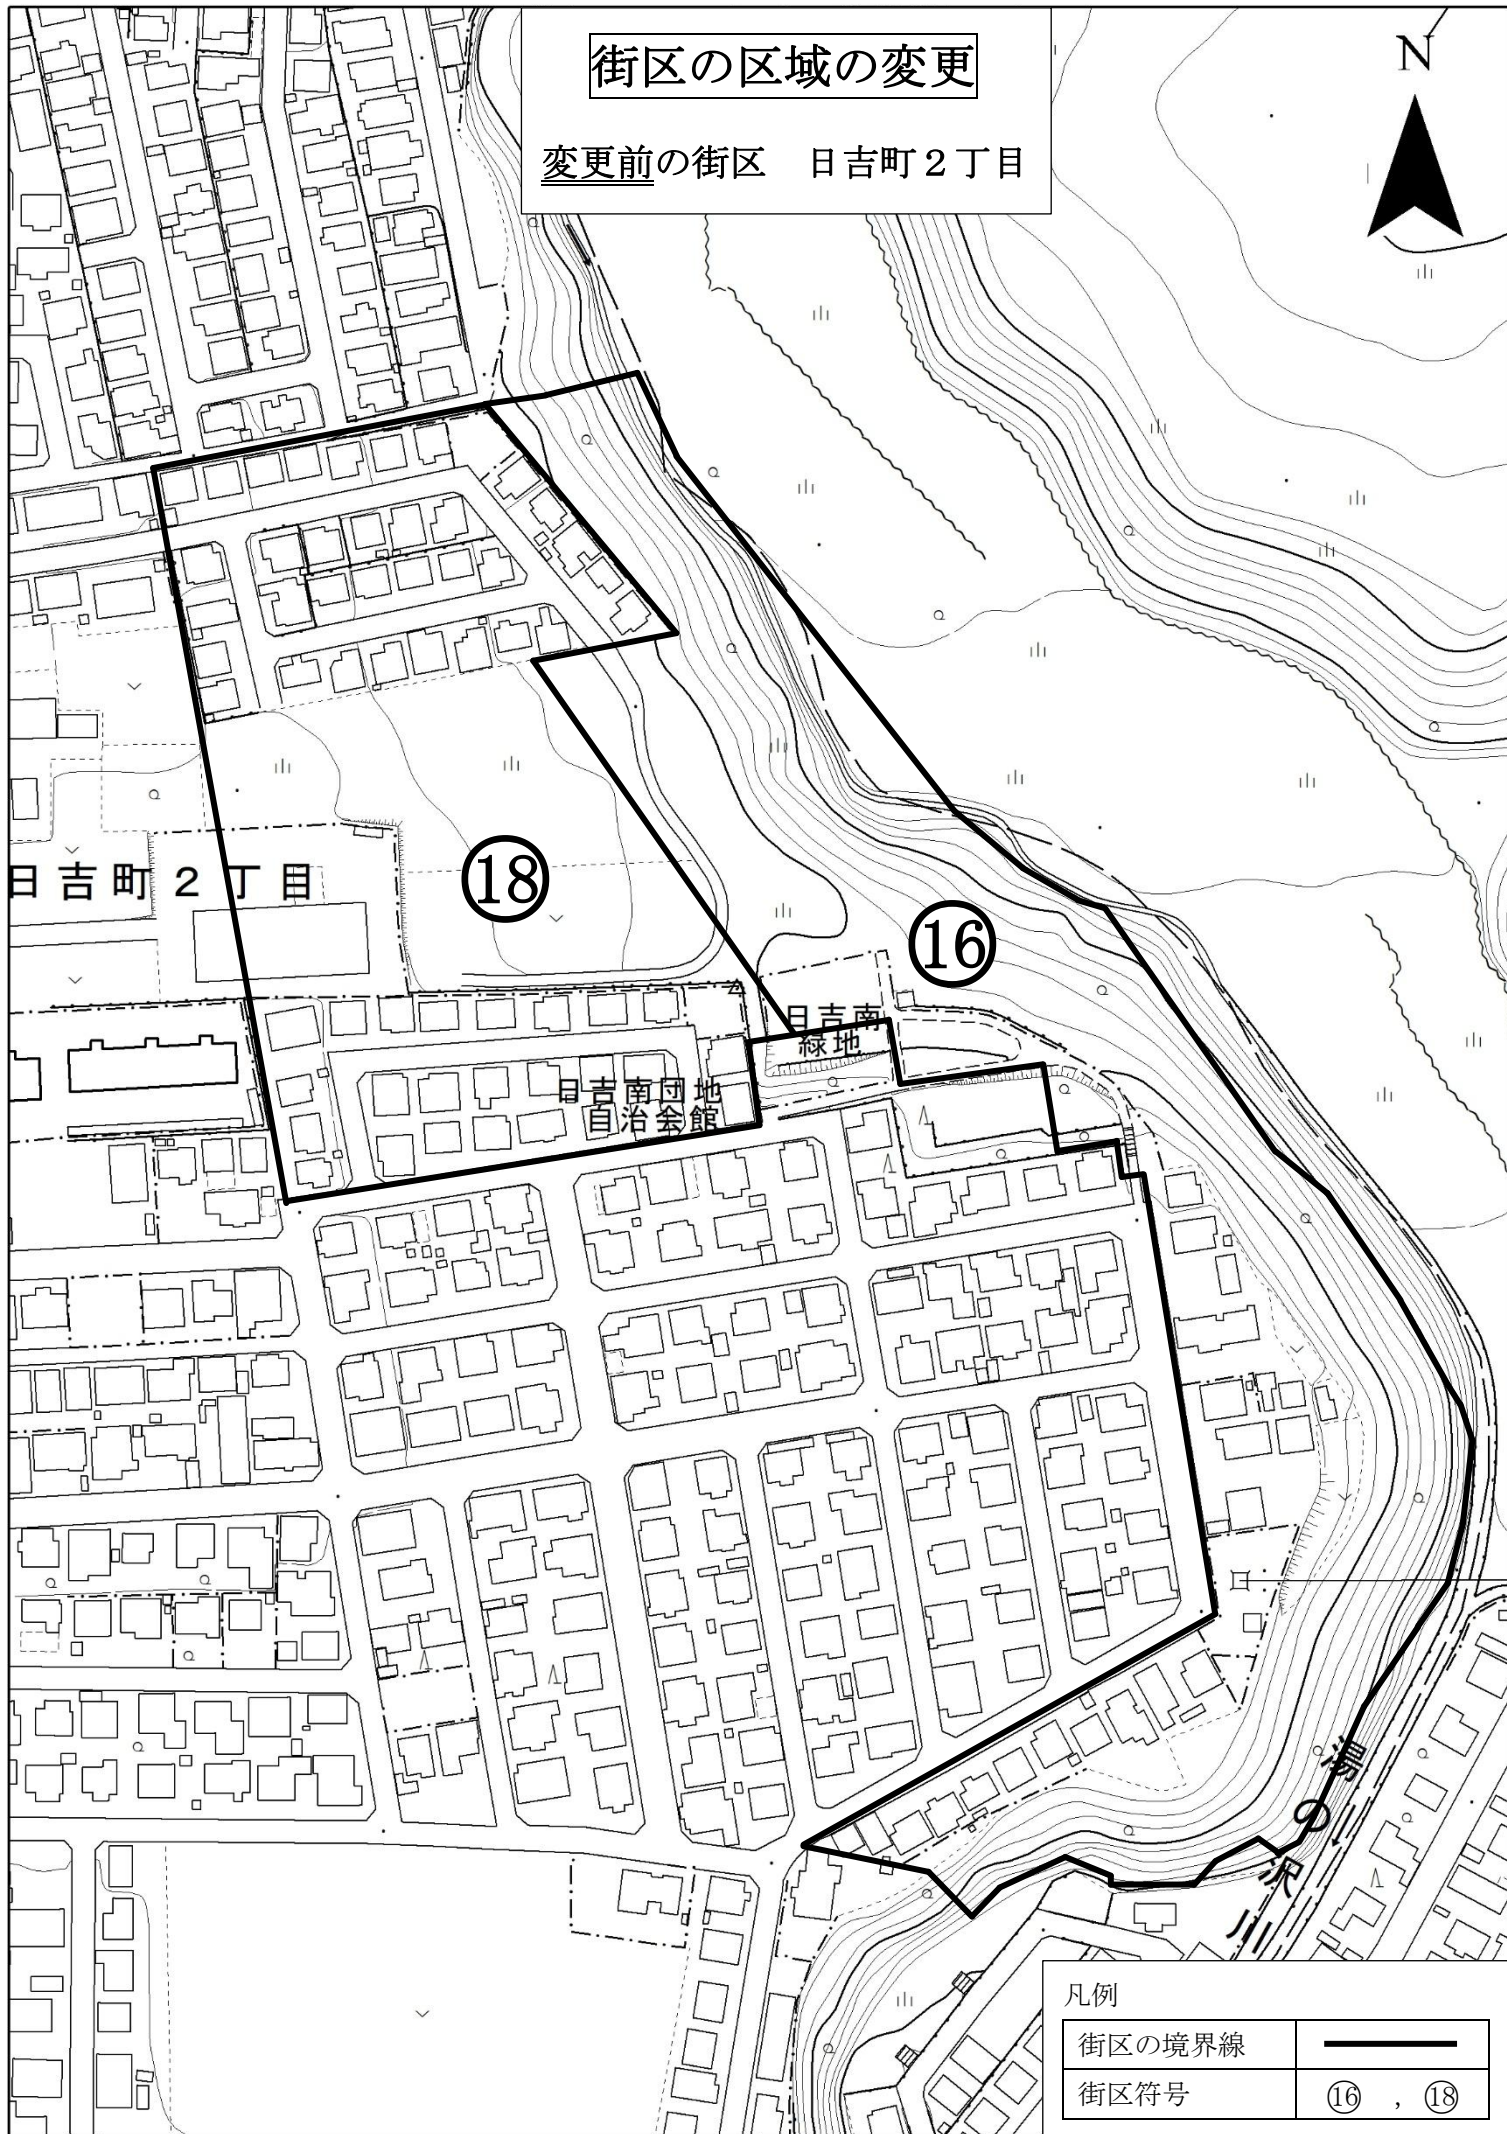 街区の区域の変更
変更前の街区　日吉町２丁目
N
⑱
日吉町２丁目
⑯
日吉南
緑地
日吉南団地
自治会館
湯の沢川
凡例
街区の境界線
街区符号　⑯　,　⑱